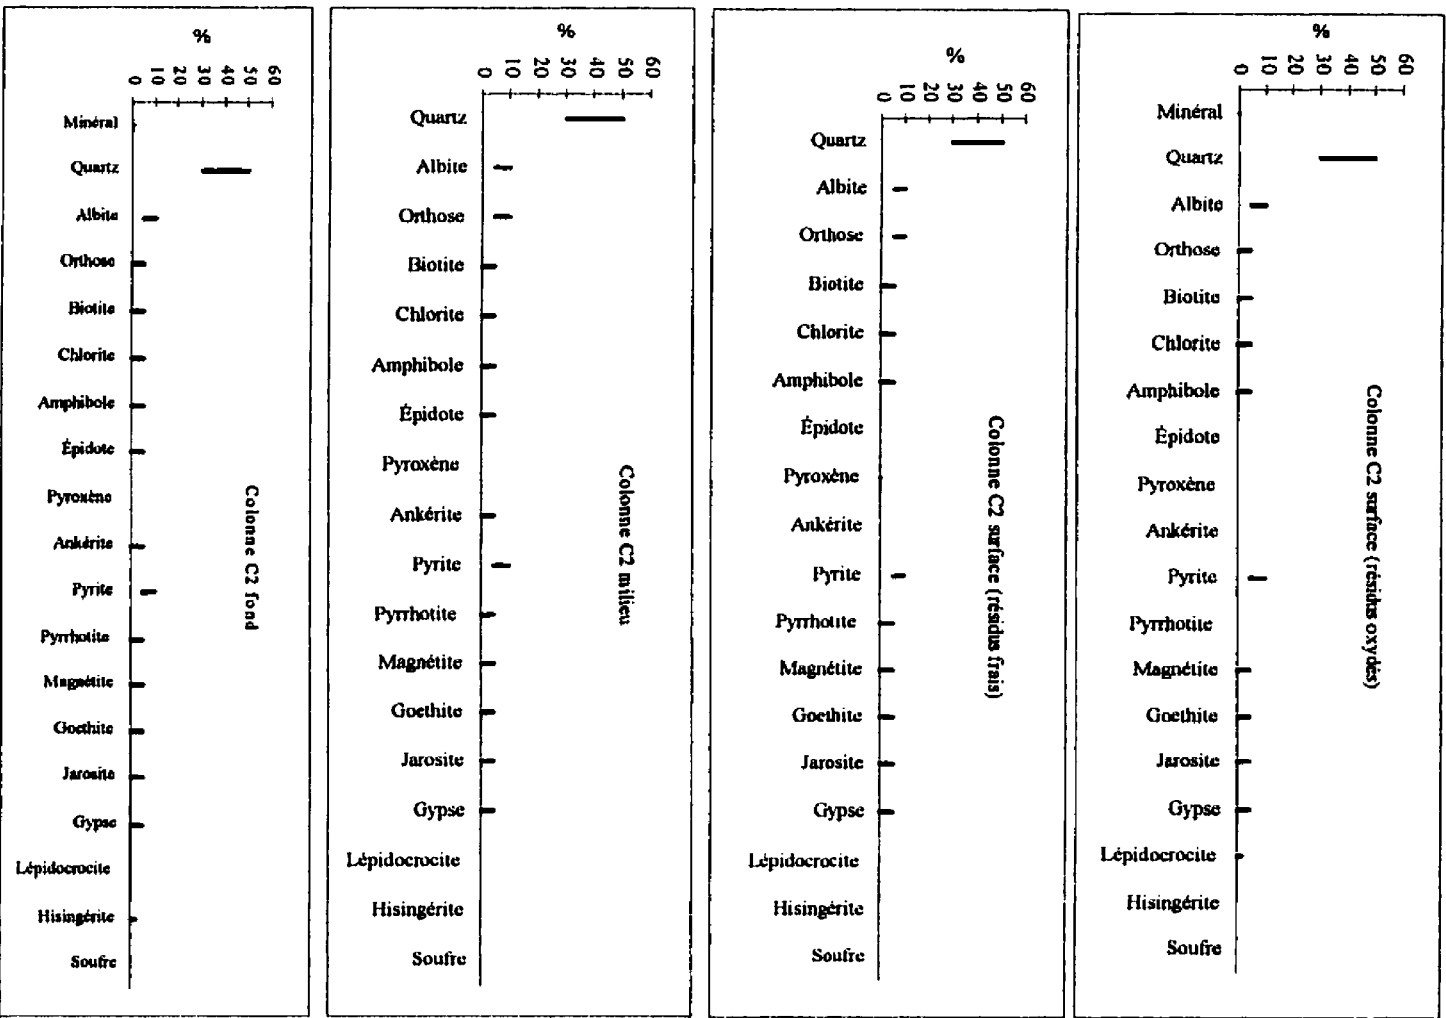 %
0 10 20 30 40 50 60
Minéral
Quartz
Albite
Orthose
Biotite
Chlorite
Amphibole
Épidote
Pyroxène
Ankérite
Pyrite
Pyrrhotite
Magnétite
Goethite
Jarosite
Gypse
Lépidocrocite
Hisingérite
Soufre
Colonne C2 fond
%
0 10 20 30 40 50 60
Quartz
Albite
Orthose
Biotite
Chlorite
Amphibole
Épidote
Pyroxène
Ankérite
Pyrite
Pyrrhotite
Magnétite
Goethite
Jarosite
Gypse
Lépidocrocite
Hisingérite
Soufre
Colonne C2 milieu
%
0 10 20 30 40 50 60
Quartz
Albite
Orthose
Biotite
Chlorite
Amphibole
Épidote
Pyroxène
Ankérite
Pyrite
Pyrrhotite
Magnétite
Goethite
Jarosite
Gypse
Lépidocrocite
Hisingérite
Soufre
Colonne C2 surface (résidus frais)
%
0 10 20 30 40 50 60
Minéral
Quartz
Albite
Orthose
Biotite
Chlorite
Amphibole
Épidote
Pyroxène
Ankérite
Pyrite
Pyrrhotite
Magnétite
Goethite
Jarosite
Gypse
Lépidocrocite
Hisingérite
Soufre
Colonne C2 surface (résidus oxydés)